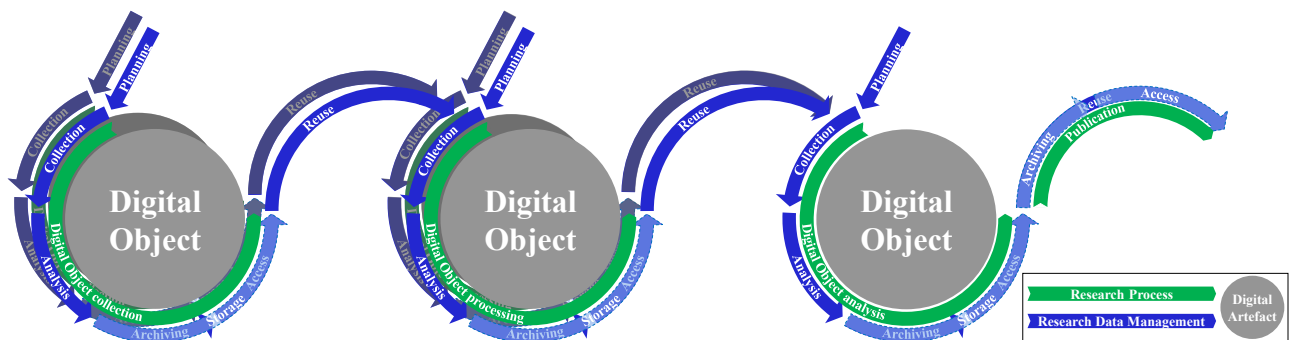 Planning
Planning
Collection
Collection
Analysis
Analysis
Digital
Object
Digital Object collection
Archiving
Storage
Access
Reuse
Reuse
Planning
Planning
Collection
Collection
Analysis
Analysis
Digital
Object
Digital Object processing
Archiving
Storage
Access
Reuse
Reuse
Planning
Collection
Analysis
Digital
Object
Digital Object analysis
Archiving
Storage
Access
Archiving
Reuse
Access
Publication
Research Process
Research Data Management
Digital
Artefact